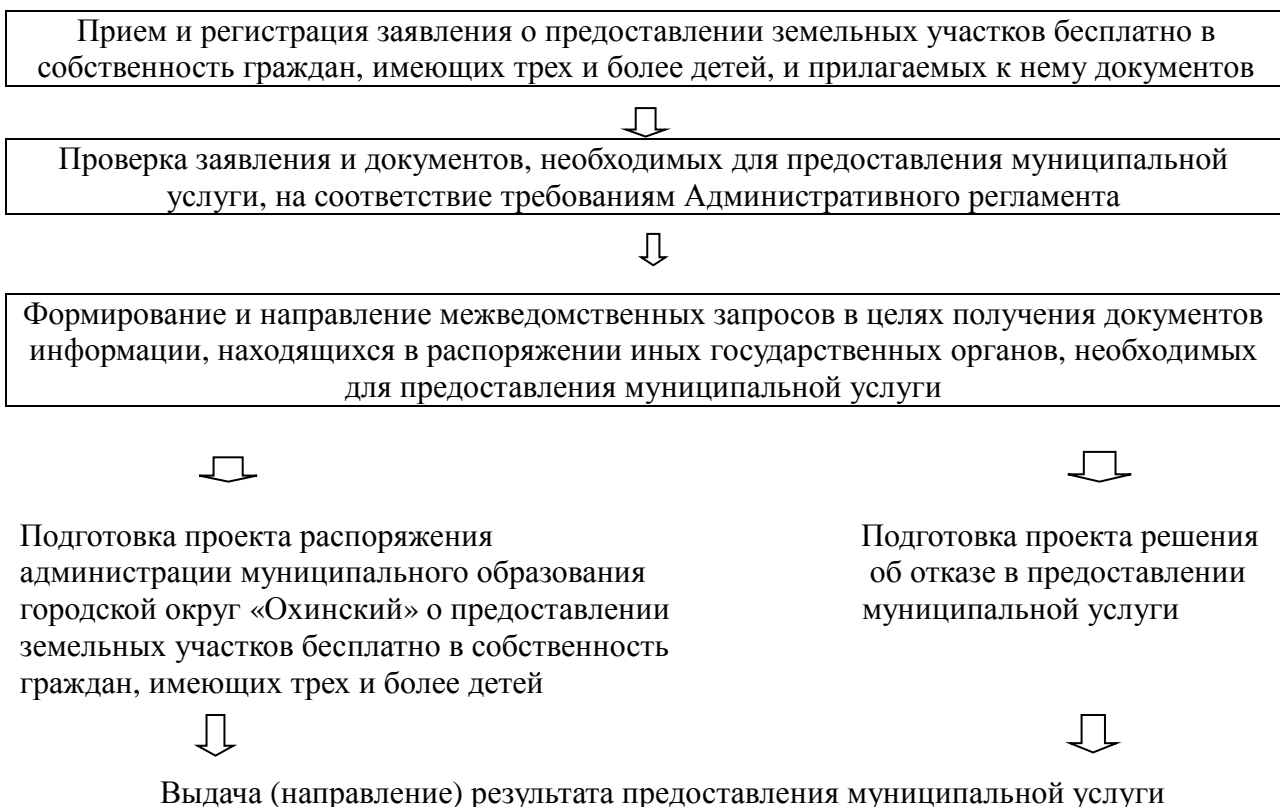 Прием и регистрация заявления о предоставлении земельных участков бесплатно в
собственность граждан, имеющих трех и более детей, и прилагаемых к нему документов
Проверка заявления и документов, необходимых для предоставления муниципальной
услуги, на соответствие требованиям Административного регламента
Формирование и направление межведомственных запросов в целях получения документов
информации, находящихся в распоряжении иных государственных органов, необходимых
для предоставления муниципальной услуги
Подготовка проекта распоряжения
администрации муниципального образования
городской округ «Охинский» о предоставлении
земельных участков бесплатно в собственность
граждан, имеющих трех и более детей
Подготовка проекта решения
об отказе в предоставлении
муниципальной услуги
Выдача (направление) результата предоставления муниципальной услуги